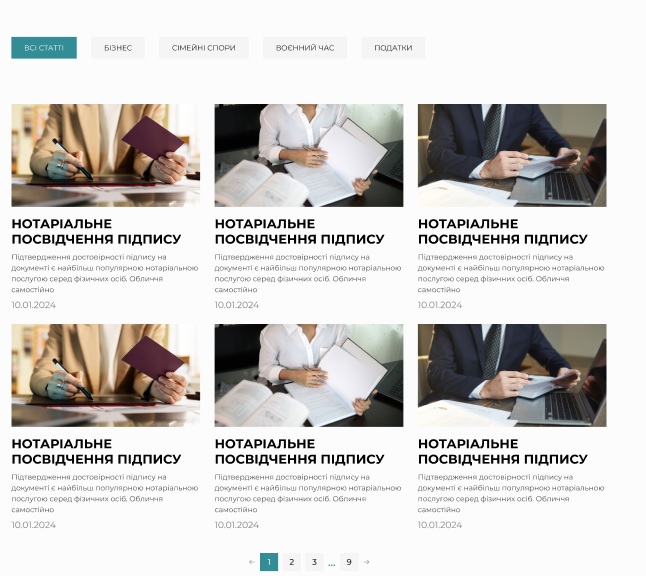 ВСІ СТАТТІ БІЗНЕС СІМЕЙНІ СПОРИ ВОЄННИЙ ЧАС ПОДАТКИ
НОТАРІАЛЬНЕ
ПОСВІДЧЕННЯ ПІДПИСУ
Підтвердження достовірності підпису на
документі є найбільш популярною нотаріальною
послугою серед фізичних осіб. Обличчя
самостійно
10.01.2024
НОТАРІАЛЬНЕ
ПОСВІДЧЕННЯ ПІДПИСУ
Підтвердження достовірності підпису на
документі є найбільш популярною нотаріальною
послугою серед фізичних осіб. Обличчя
самостійно
10.01.2024
НОТАРІАЛЬНЕ
ПОСВІДЧЕННЯ ПІДПИСУ
Підтвердження достовірності підпису на
документі є найбільш популярною нотаріальною
послугою серед фізичних осіб. Обличчя
самостійно
10.01.2024
НОТАРІАЛЬНЕ
ПОСВІДЧЕННЯ ПІДПИСУ
Підтвердження достовірності підпису на
документі є найбільш популярною нотаріальною
послугою серед фізичних осіб. Обличчя
самостійно
10.01.2024
НОТАРІАЛЬНЕ
ПОСВІДЧЕННЯ ПІДПИСУ
Підтвердження достовірності підпису на
документі є найбільш популярною нотаріальною
послугою серед фізичних осіб. Обличчя
самостійно
10.01.2024
НОТАРІАЛЬНЕ
ПОСВІДЧЕННЯ ПІДПИСУ
Підтвердження достовірності підпису на
документі є найбільш популярною нотаріальною
послугою серед фізичних осіб. Обличчя
самостійно
10.01.2024
← 1 2 3 ... 9 →